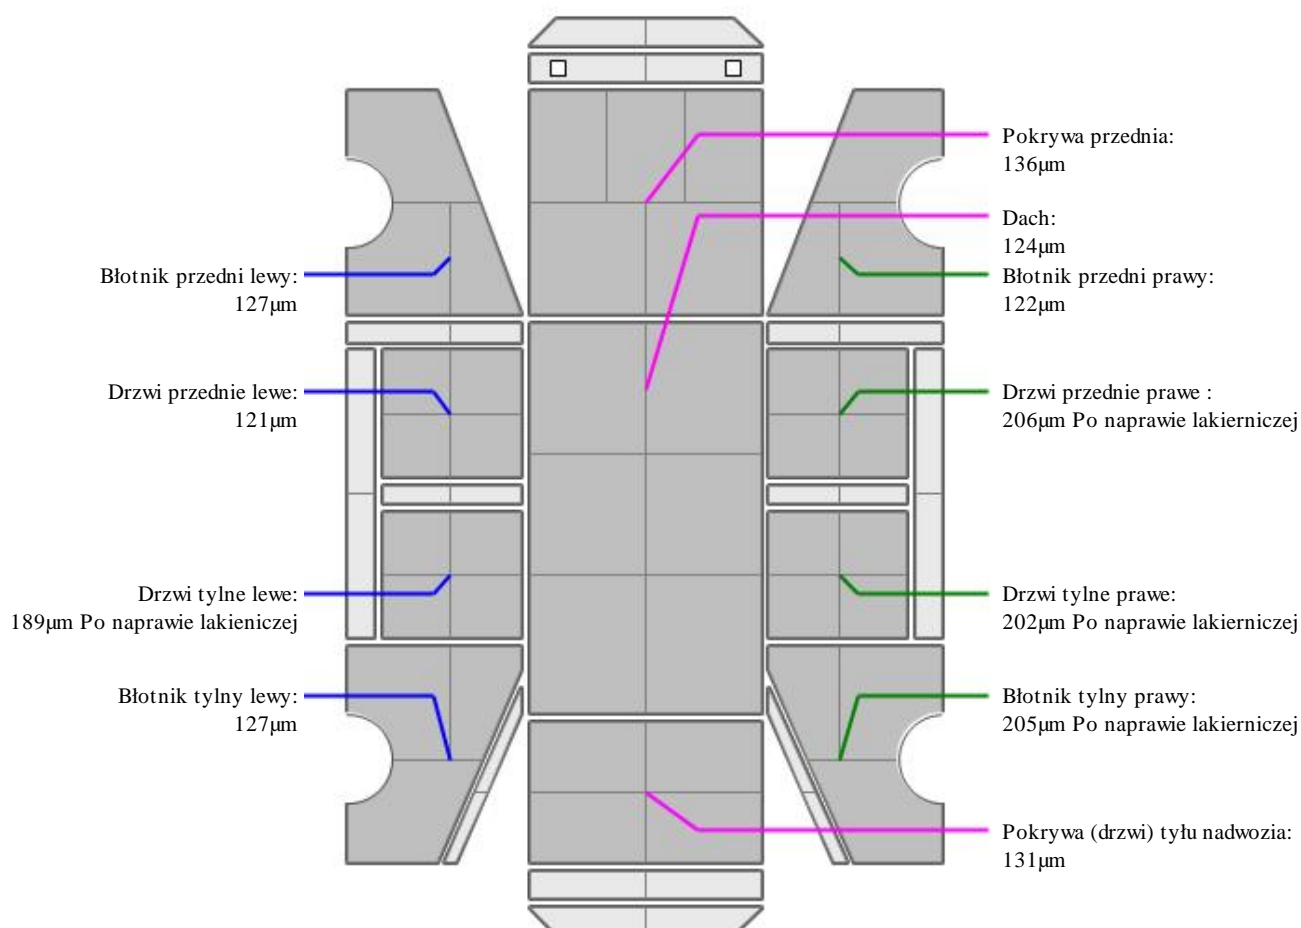 Pokrywa przednia:
136µm
Dach:
124µm
Błotnik przedni lewy:
127µm
Błotnik przedni prawy:
122µm
Drzwi przednie lewe:
121µm
Drzwi przednie prawe :
206µm Po naprawie lakierniczej
Drzwi tylne lewe:
189µm Po naprawie lakieniczej
Drzwi tylne prawe:
202µm Po naprawie lakierniczej
Błotnik tylny lewy:
127µm
Błotnik tylny prawy:
205µm Po naprawie lakierniczej
Pokrywa (drzwi) tyłu nadwozia:
131µm